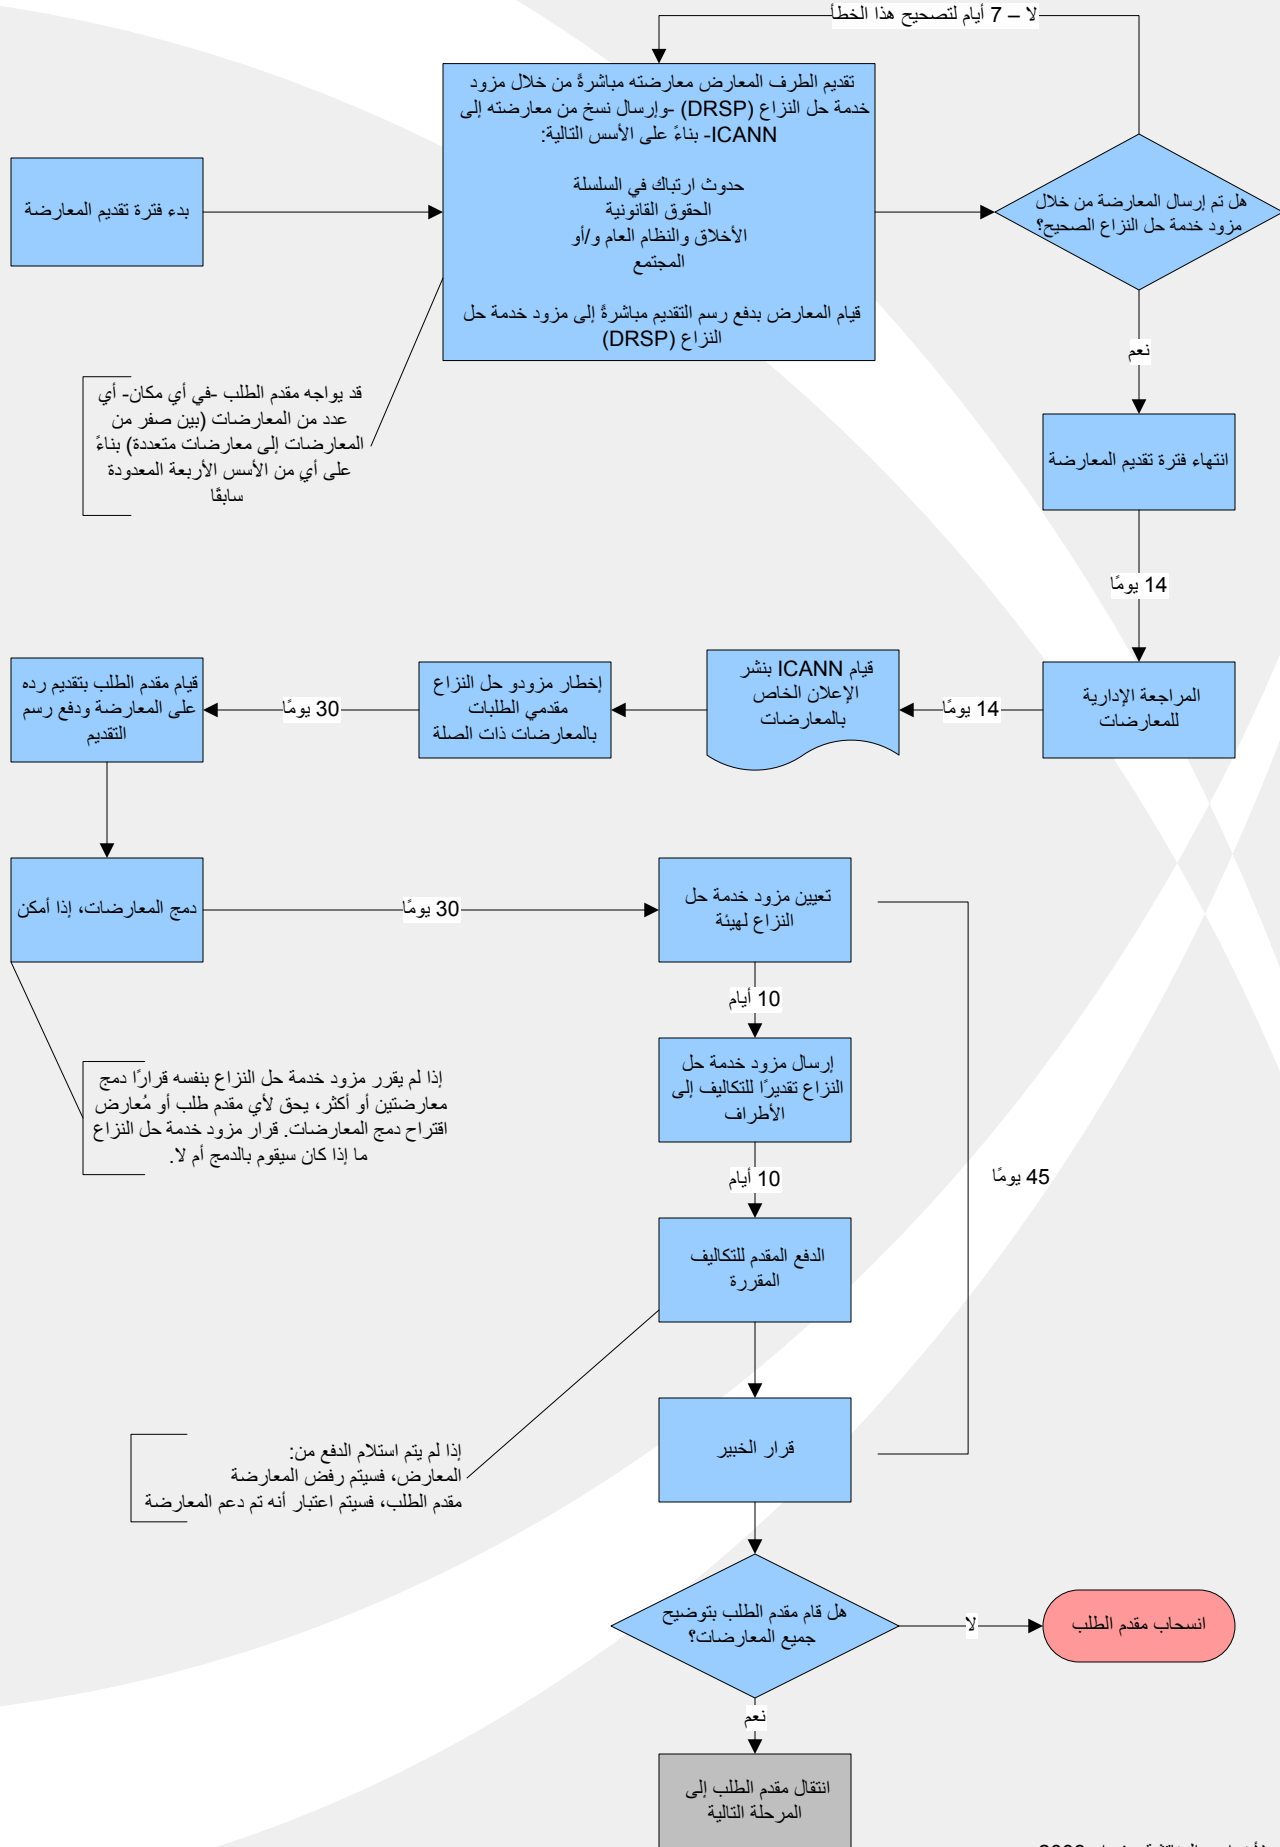 لا – 7 أيام لتصحيح هذا الخطأ
بدء فترة تقديم المعارضة
تقديم الطرف المعارض معارضته مباشرةً من خلال مزود
خدمة حل النزاع (DRSP) -وإرسال نسخ من معارضته إلى
ICANN- بناءً على الأسس التالية:
حدوث ارتباك في السلسلة
الحقوق القانونية
الأخلاق والنظام العام و/أو
المجتمع
قيام المعارض بدفع رسم التقديم مباشرةً إلى مزود خدمة حل
النزاع (DRSP)
هل تم إرسال المعارضة من خلال
مزود خدمة حل النزاع الصحيح؟
نعم
قد يواجه مقدم الطلب -في أي مكان- أي
عدد من المعارضات (بين صفر من
المعارضات إلى معارضات متعددة) بناءً
على أي من الأسس الأربعة المعدودة
سابقًا
انتهاء فترة تقديم المعارضة
14 يومًا
المراجعة الإدارية
للمعارضات
14 يومًا
قيام ICANN بنشر
الإعلان الخاص
بالمعارضات
إخطار مزودو حل النزاع
مقدمي الطلبات
بالمعارضات ذات الصلة
30 يومًا
قيام مقدم الطلب بتقديم رده
على المعارضة ودفع رسم
التقديم
دمج المعارضات، إذا أمكن
30 يومًا
تعيين مزود خدمة حل
النزاع لهيئة
10 أيام
إذا لم يقرر مزود خدمة حل النزاع بنفسه قرارًا دمج
معارضتين أو أكثر، يحق لأي مقدم طلب أو مُعارض
اقتراح دمج المعارضات. قرار مزود خدمة حل النزاع
ما إذا كان سيقوم بالدمج أم لا.
إرسال مزود خدمة حل
النزاع تقديرًا للتكاليف إلى
الأطراف
10 أيام
45 يومًا
الدفع المقدم للتكاليف
المقررة
قرار الخبير
إذا لم يتم استلام الدفع من:
المعارض، فسيتم رفض المعارضة
مقدم الطلب، فسيتم اعتبار أنه تم دعم المعارضة
هل قام مقدم الطلب بتوضيح
جميع المعارضات؟
لا
انسحاب مقدم الطلب
نعم
انتقال مقدم الطلب إلى
المرحلة التالية